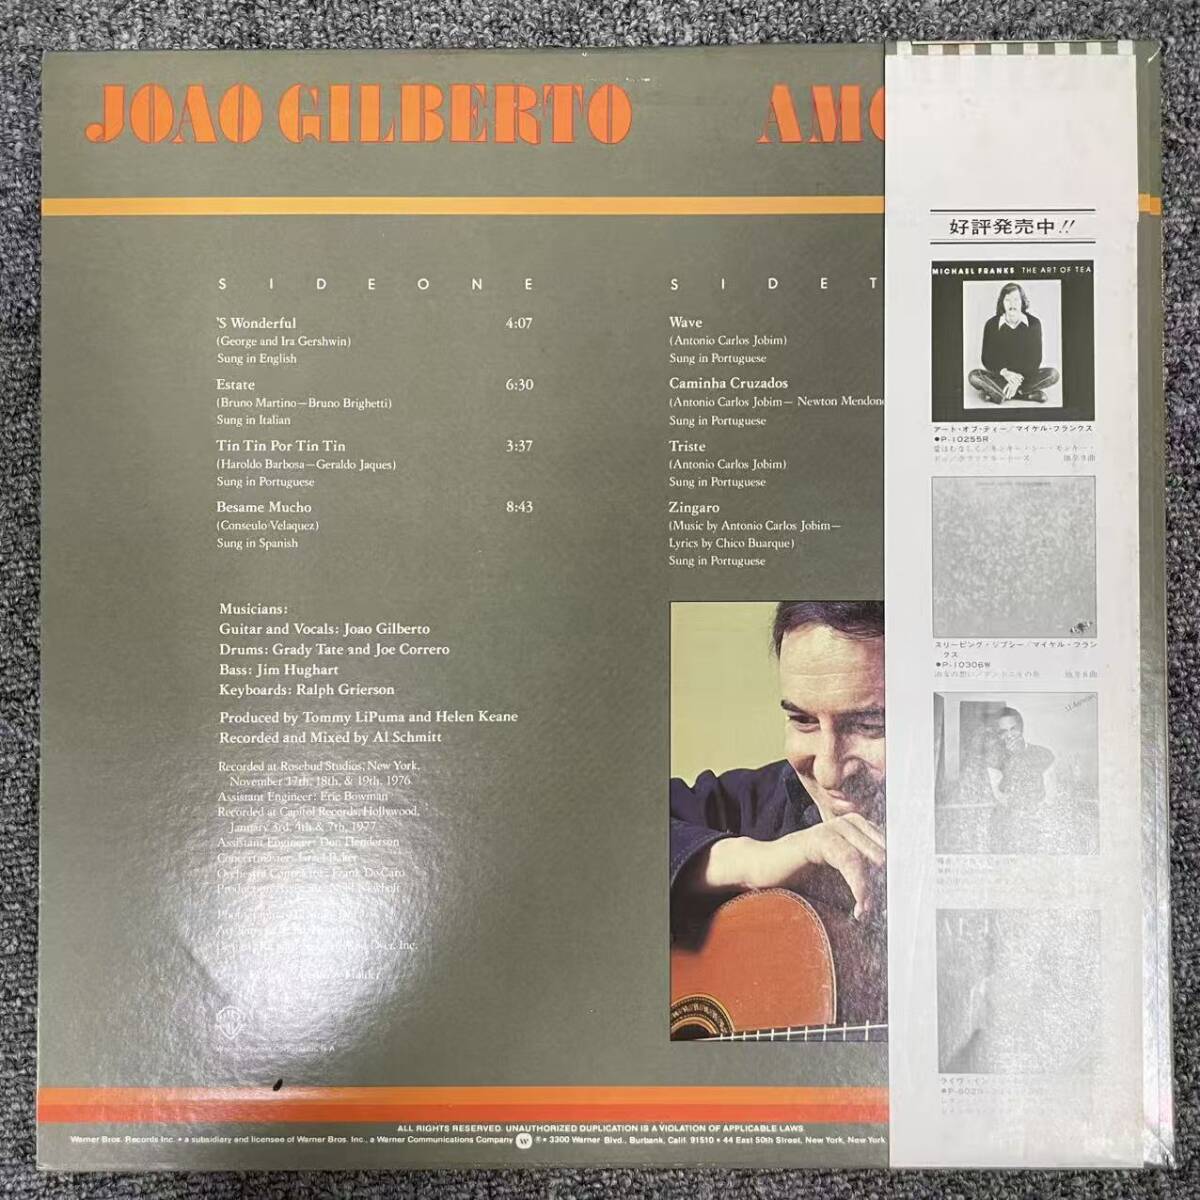 JOAO GILBERTO AMO
SIDE ONE
'S Wonderful 4:07
(George and Ira Gershwin)
Sung in English
Estate 6:30
(Bruno Martino—Bruno Brighetti)
Sung in Italian
Tin Tin Por Tin Tin 3:37
(Haroldo Barbosa—Geraldo Jaques)
Sung in Portuguese
Besame Mucho 8:43
(Conseulo Velaquez)
Sung in Spanish
SIDE T
Wave
(Antonio Carlos Jobim)
Sung in Portuguese
Caminha Cruzados
(Antonio Carlos Jobim— Newton Mendon
Sung in Portuguese
Triste
(Antonio Carlos Jobim)
Sung in Portuguese
Zingaro
(Music by Antonio Carlos Jobim—
Lyrics by Chico Buarque)
Sung in Portuguese
Musicians:
Guitar and Vocals: Joao Gilberto
Drums: Grady Tate and Joe Correro
Bass: Jim Hughart
Keyboards: Ralph Grierson
Produced by Tommy LiPuma and Helen Keane
Recorded and Mixed by Al Schmitt
Recorded at Rosebud Studios, New York,
November 17th, 18th, & 19th, 1976
Assistant Engineer: Eric Bowman
Recorded at Capitol Records, Hollywood,
January 3rd, 4th & 7th, 1977
Assistant Engineer: Don Henderson
Concertmaster: Israel Baker
Orchestra Contractor: Frank DeCaro
好評発売中!!
MICHAEL FRANKS THE ART OF TEA
アート・オブ・ティー/マイケル・フランクス
●P-10255R
スリーピング・ジプシー/マイケル・フラン
クス
●P-10306W
ALL RIGHTS RESERVED. UNAUTHORIZED DUPLICATION IS A VIOLATION OF APPLICABLE LAWS.
Warner Bros. Records Inc. • a subsidiary and licensee of Warner Bros. Inc., a Warner Communications Company W ® • 3300 Warner Blvd., Burbank, Calif. 91510 • 44 East 50th Street, New York, New York